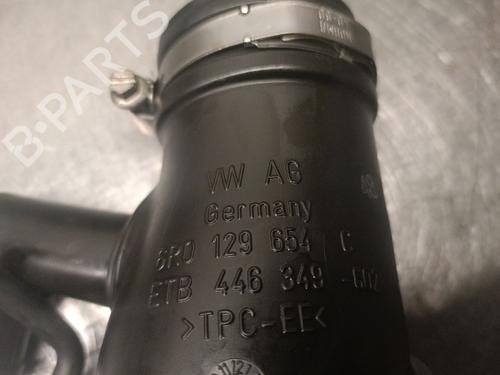 B-PARTS
VW AG
Germany
6R0 129 654 C
ETB 446 349
>TPC-EE<